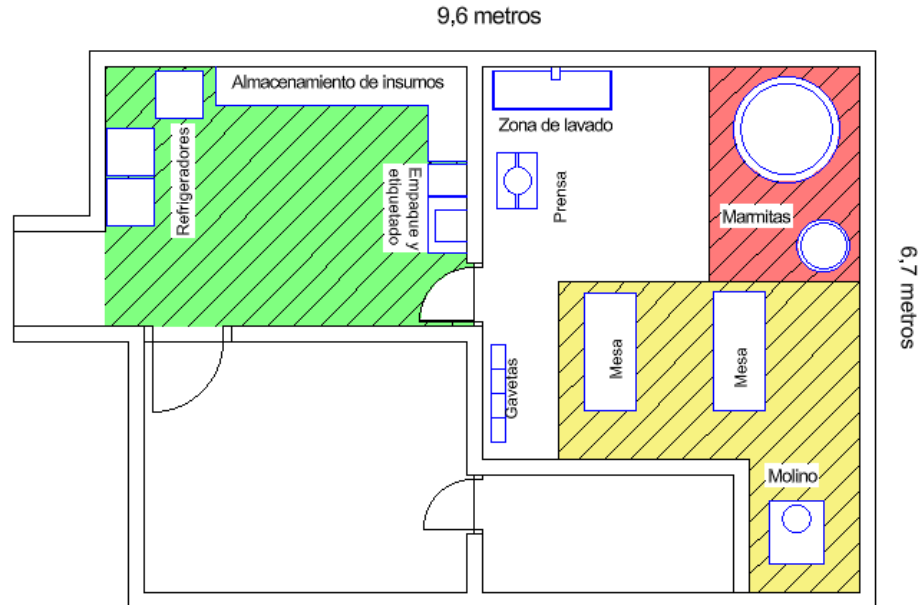 9,6 metros
Almacenamiento de insumos
Refrigeradores
Empaque y
etiquetado
Zona de lavado
Prensa
Marmitas
6,7 metros
Mesa
Mesa
Gavetas
Molino